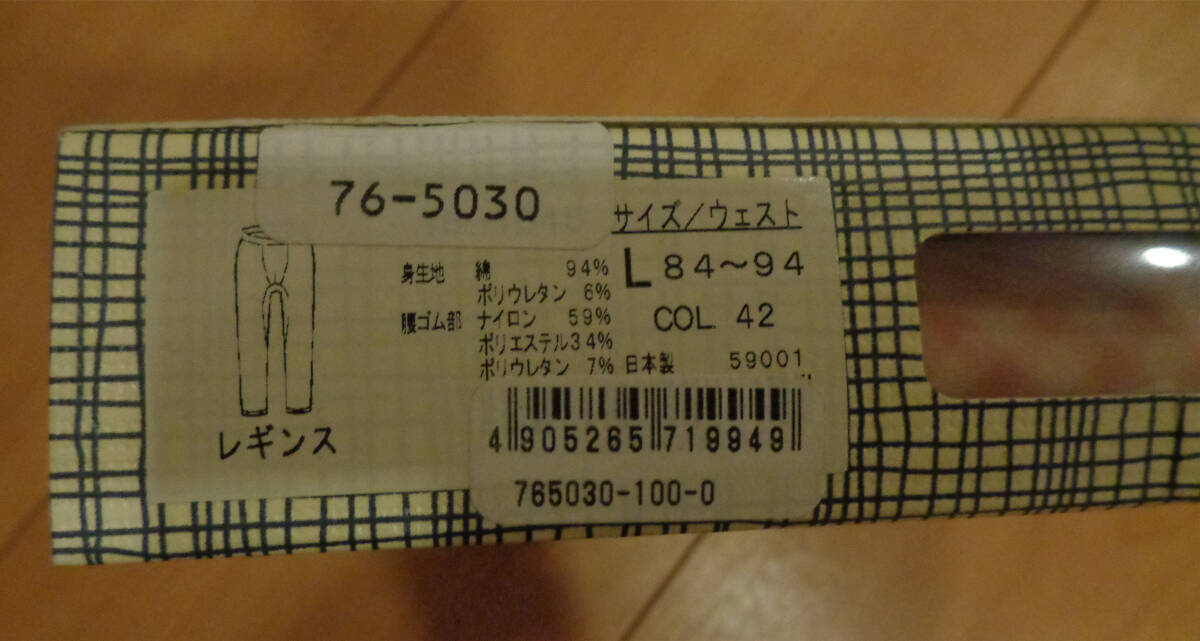 76-5030
サイズ/ウェスト
L 84～94
COL. 42
身生地 綿 94%
ポリウレタン 6%
腰ゴム部 ナイロン 59%
ポリエステル34%
ポリウレタン 7%
日本製 59001
レギンス
4 905265 719949
765030-100-0